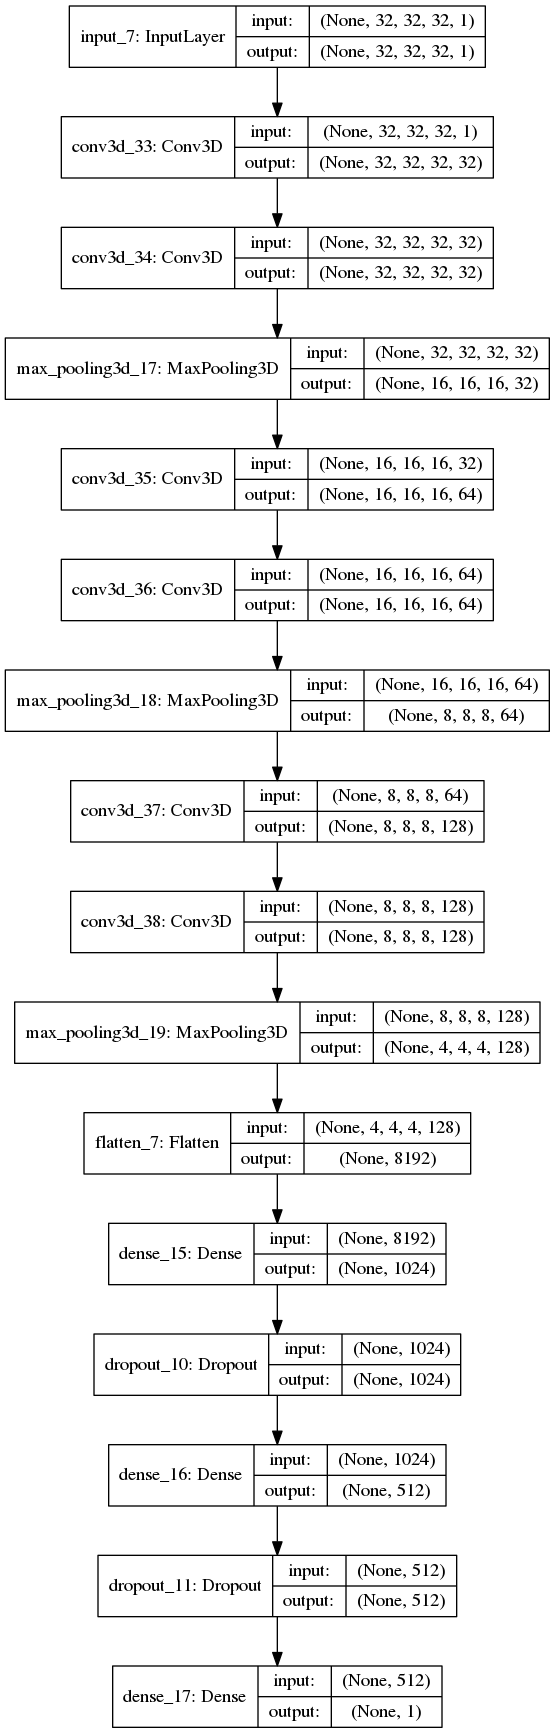 input_7: InputLayer
input: (None, 32, 32, 32, 1)
output: (None, 32, 32, 32, 1)
conv3d_33: Conv3D
input: (None, 32, 32, 32, 1)
output: (None, 32, 32, 32, 32)
conv3d_34: Conv3D
input: (None, 32, 32, 32, 32)
output: (None, 32, 32, 32, 32)
max_pooling3d_17: MaxPooling3D
input: (None, 32, 32, 32, 32)
output: (None, 16, 16, 16, 32)
conv3d_35: Conv3D
input: (None, 16, 16, 16, 32)
output: (None, 16, 16, 16, 64)
conv3d_36: Conv3D
input: (None, 16, 16, 16, 64)
output: (None, 16, 16, 16, 64)
max_pooling3d_18: MaxPooling3D
input: (None, 16, 16, 16, 64)
output: (None, 8, 8, 8, 64)
conv3d_37: Conv3D
input: (None, 8, 8, 8, 64)
output: (None, 8, 8, 8, 128)
conv3d_38: Conv3D
input: (None, 8, 8, 8, 128)
output: (None, 8, 8, 8, 128)
max_pooling3d_19: MaxPooling3D
input: (None, 8, 8, 8, 128)
output: (None, 4, 4, 4, 128)
flatten_7: Flatten
input: (None, 4, 4, 4, 128)
output: (None, 8192)
dense_15: Dense
input: (None, 8192)
output: (None, 1024)
dropout_10: Dropout
input: (None, 1024)
output: (None, 1024)
dense_16: Dense
input: (None, 1024)
output: (None, 512)
dropout_11: Dropout
input: (None, 512)
output: (None, 512)
dense_17: Dense
input: (None, 512)
output: (None, 1)